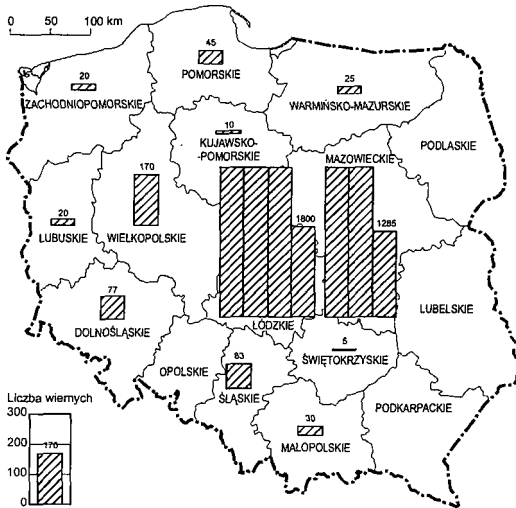 0 50 100 km
45
POMORSKIE
20
ZACHODNIOPOMORSKIE
25
WARMIŃSKO-MAZURSKIE
10
KUJAWSKO-
POMORSKIE
PODLASKIE
MAZOWIECKIE
170
WIELKOPOLSKIE
20
LUBUSKIE
1800
1285
ŁÓDZKIE
LUBELSKIE
77
DOLNOŚLĄSKIE
5
ŚWIĘTOKRZYSKIE
OPOLSKIE
83
ŚLĄSKIE
PODKARPACKIE
30
MAŁOPOLSKIE
Liczba wiernych
300
200
170
100
0